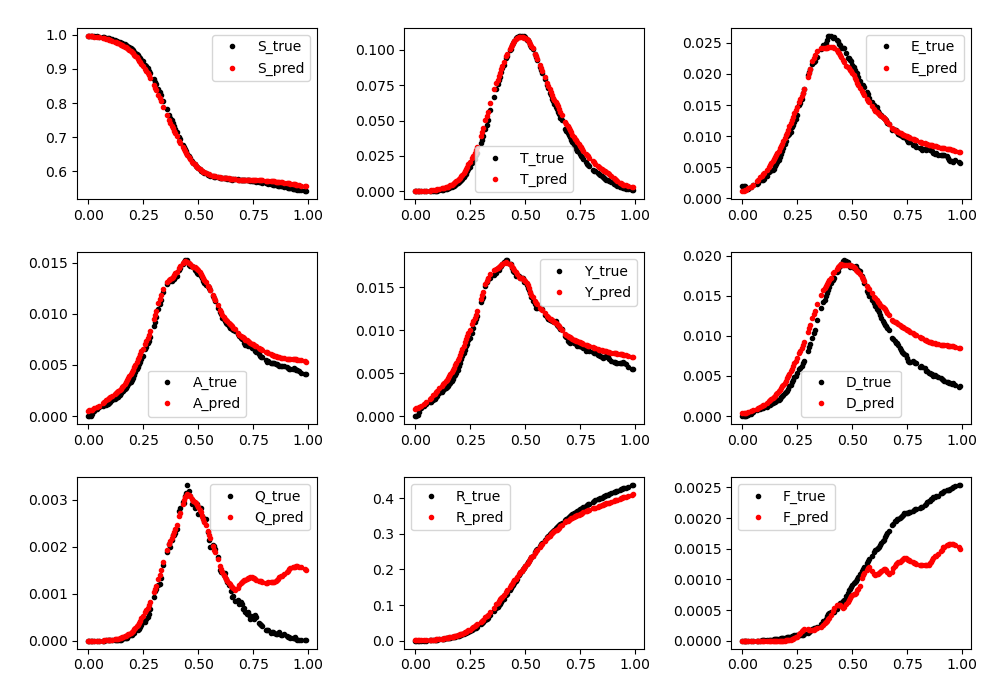 1.0
0.9
0.8
0.7
0.6
S_true
S_pred
0.00 0.25 0.50 0.75 1.00
0.100
0.075
0.050
0.025
0.000
T_true
T_pred
0.00 0.25 0.50 0.75 1.00
0.025
0.020
0.015
0.010
0.005
0.000
E_true
E_pred
0.00 0.25 0.50 0.75 1.00
0.015
0.010
0.005
0.000
A_true
A_pred
0.00 0.25 0.50 0.75 1.00
0.015
0.010
0.005
0.000
Y_true
Y_pred
0.00 0.25 0.50 0.75 1.00
0.020
0.015
0.010
0.005
0.000
D_true
D_pred
0.00 0.25 0.50 0.75 1.00
0.003
0.002
0.001
0.000
Q_true
Q_pred
0.00 0.25 0.50 0.75 1.00
0.4
0.3
0.2
0.1
0.0
R_true
R_pred
0.00 0.25 0.50 0.75 1.00
0.0025
0.0020
0.0015
0.0010
0.0005
0.0000
F_true
F_pred
0.00 0.25 0.50 0.75 1.00